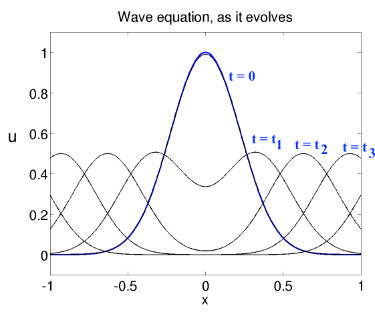 Wave equation, as it evolves
1
t = 0
0.8
u
0.6
t = t1
t = t2
t = t3
0.4
0.2
0
-1
-0.5
0
0.5
1
x